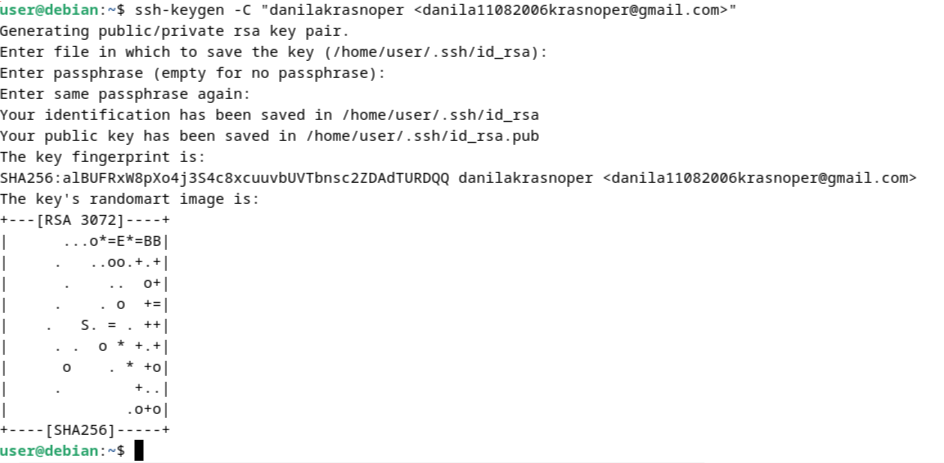 user@debian:~$ ssh-keygen -C "danilakrasnoper <danila11082006krasnoper@gmail.com>"
Generating public/private rsa key pair.
Enter file in which to save the key (/home/user/.ssh/id_rsa):
Enter passphrase (empty for no passphrase):
Enter same passphrase again:
Your identification has been saved in /home/user/.ssh/id_rsa
Your public key has been saved in /home/user/.ssh/id_rsa.pub
The key fingerprint is:
SHA256:alBUFRxW8pXo4j3S4c8xcuuvbUVTbnsc2ZDAdTURDQQ danilakrasnoper <danila11082006krasnoper@gmail.com>
The key's randomart image is:
+---[RSA 3072]----+
|      ...o*=E*=BB|
|     .   ..oo.+.+|
|      .    ..  o+|
|     .    . o  +=|
|    .   S. = . ++|
|     . .  o * +.+|
|      o    . * +o|
|     .        +..|
|             .o+o|
+----[SHA256]-----+
user@debian:~$